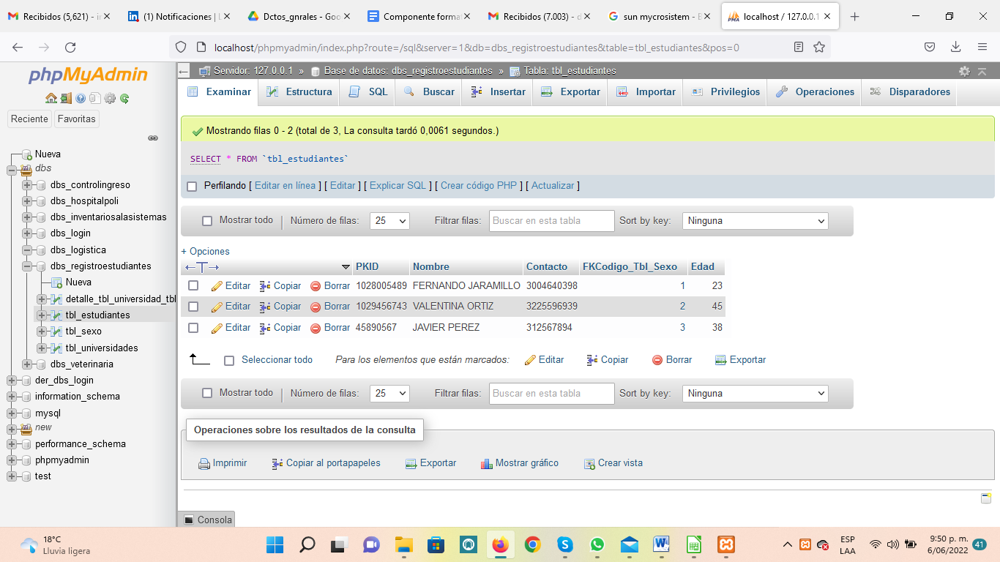 Recibidos (5,621) - in
(1) Notificaciones | L
Dctos_gnrales - Goo
Componente forma
Recibidos (7.003) - d
sun mycrosistem - B
localhost / 127.0.0.1
localhost/phpmyadmin/index.php?route=/sql&server=1&db=dbs_registroestudiantes&table=tbl_estudiantes&pos=0
phpMyAdmin
Reciente Favoritas
Nueva
dbs
dbs_controlingreso
dbs_hospitalpoli
dbs_inventariosalasistemas
dbs_login
dbs_logistica
dbs_registroestudiantes
Nueva
detalle_tbl_universidad_tbl
tbl_estudiantes
tbl_sexo
tbl_universidades
dbs_veterinaria
der_dbs_login
information_schema
mysql
new
performance_schema
phpmyadmin
test
Servidor: 127.0.0.1 » Base de datos: dbs_registroestudiantes » Tabla: tbl_estudiantes
Examinar Estructura SQL Buscar Insertar Exportar Importar Privilegios Operaciones Disparadores
Mostrando filas 0 - 2 (total de 3, La consulta tardó 0,0061 segundos.)
SELECT * FROM `tbl_estudiantes`
Perfilando [ Editar en línea ] [ Editar ] [ Explicar SQL ] [ Crear código PHP ] [ Actualizar ]
Mostrar todo | Número de filas: 25 Filtrar filas: Buscar en esta tabla Sort by key: Ninguna
+ Opciones
←T→ PKID Nombre Contacto FKCodigo_Tbl_Sexo Edad
Editar Copiar Borrar 1028005489 FERNANDO JARAMILLO 3004640398 1 23
Editar Copiar Borrar 1029456743 VALENTINA ORTIZ 3225596939 2 45
Editar Copiar Borrar 45890567 JAVIER PEREZ 312567894 3 38
Seleccionar todo Para los elementos que están marcados: Editar Copiar Borrar Exportar
Mostrar todo | Número de filas: 25 Filtrar filas: Buscar en esta tabla Sort by key: Ninguna
Operaciones sobre los resultados de la consulta
Imprimir Copiar al portapapeles Exportar Mostrar gráfico Crear vista
Consola
18°C
Lluvia ligera
ESP
LAA
9:50 p. m.
6/06/2022
41